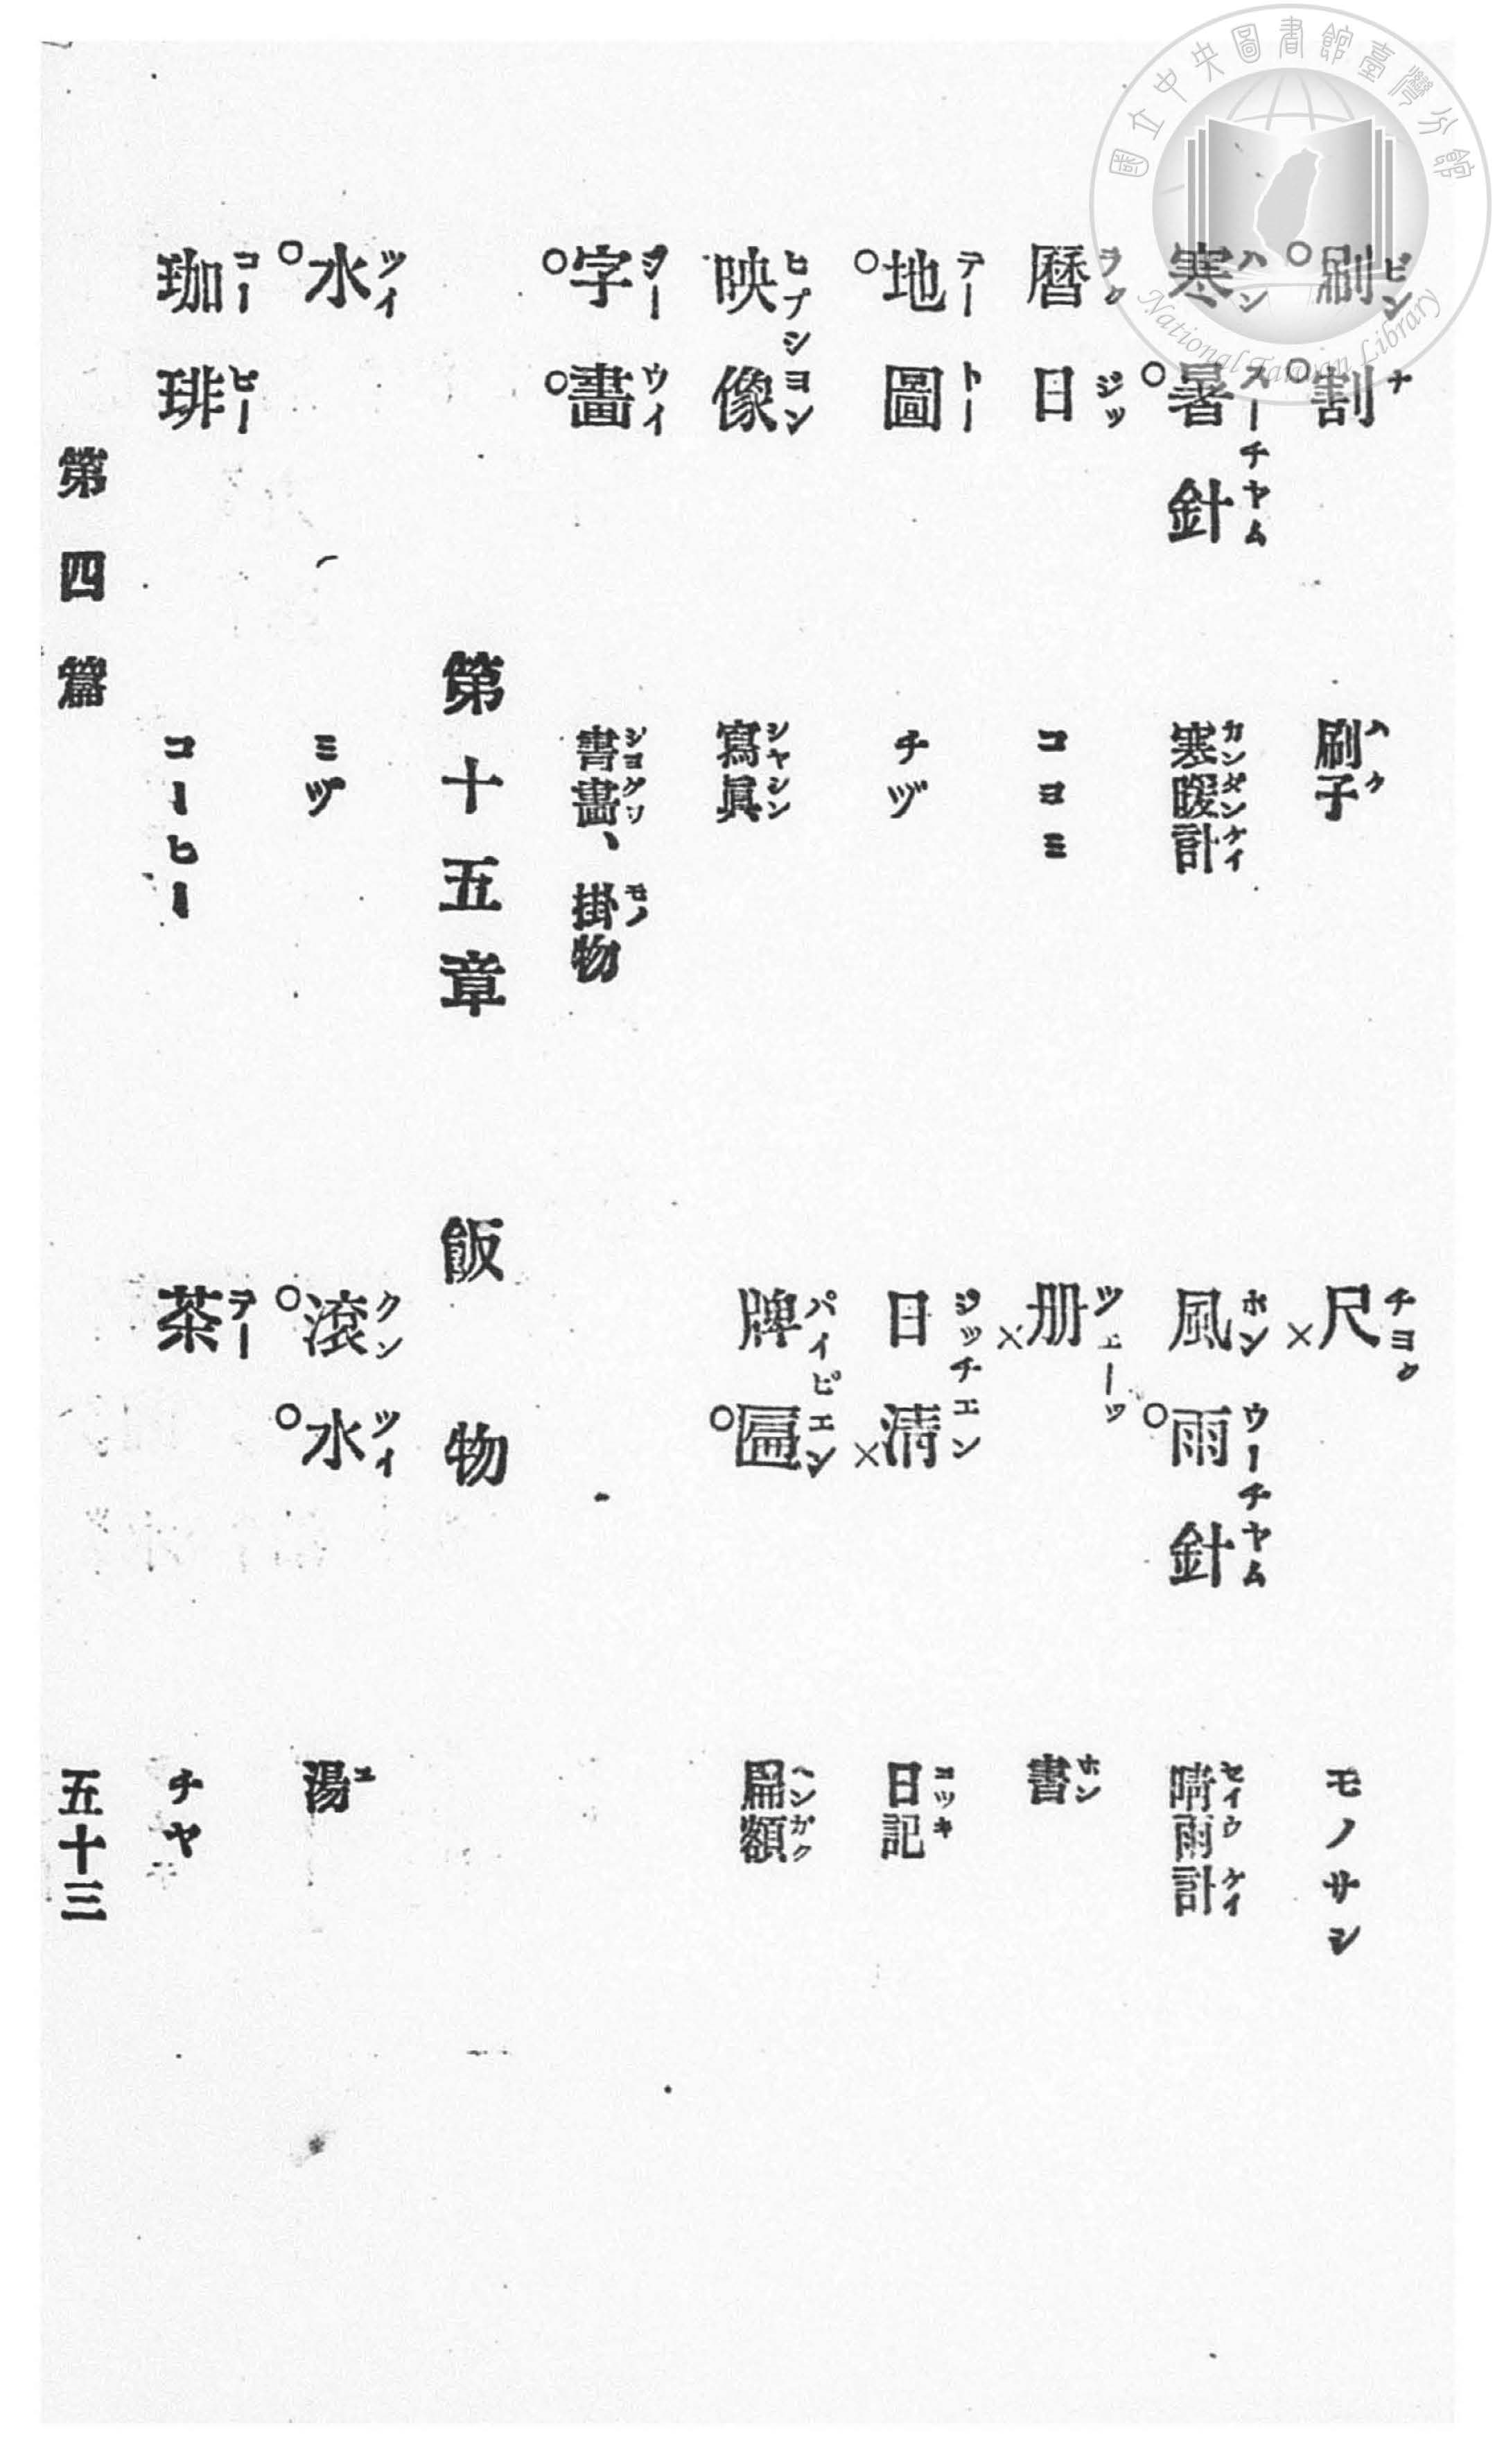 刷割 ビンナ 刷子 ハク
尺 チヨク モノサシ
寒暑針 ハンスーチヤム 寒暖計 カンダンケイ
風雨針 ホンウーチヤム 晴雨計 セイウケイ
曆日 ラクジッ コヨミ
册 ツェーッ 書 ホン
地圖 テートー チヅ
日清 ジッチエン 日記 ニツキ
映像 ヒプシヨン 寫眞 シヤシン
牌匾 パイピエン 扁額 ヘンガク
字畵 ウイ 書畵、掛物 シヨグワ モノ
第十五章 飯物
水 ツイ ミヅ
滾水 クンツイ 湯 ユ
珈琲 コーピー コーヒー
茶 テー チヤ
第四篇 五十三
國立中央圖書館臺灣分館
National Taiwan Library